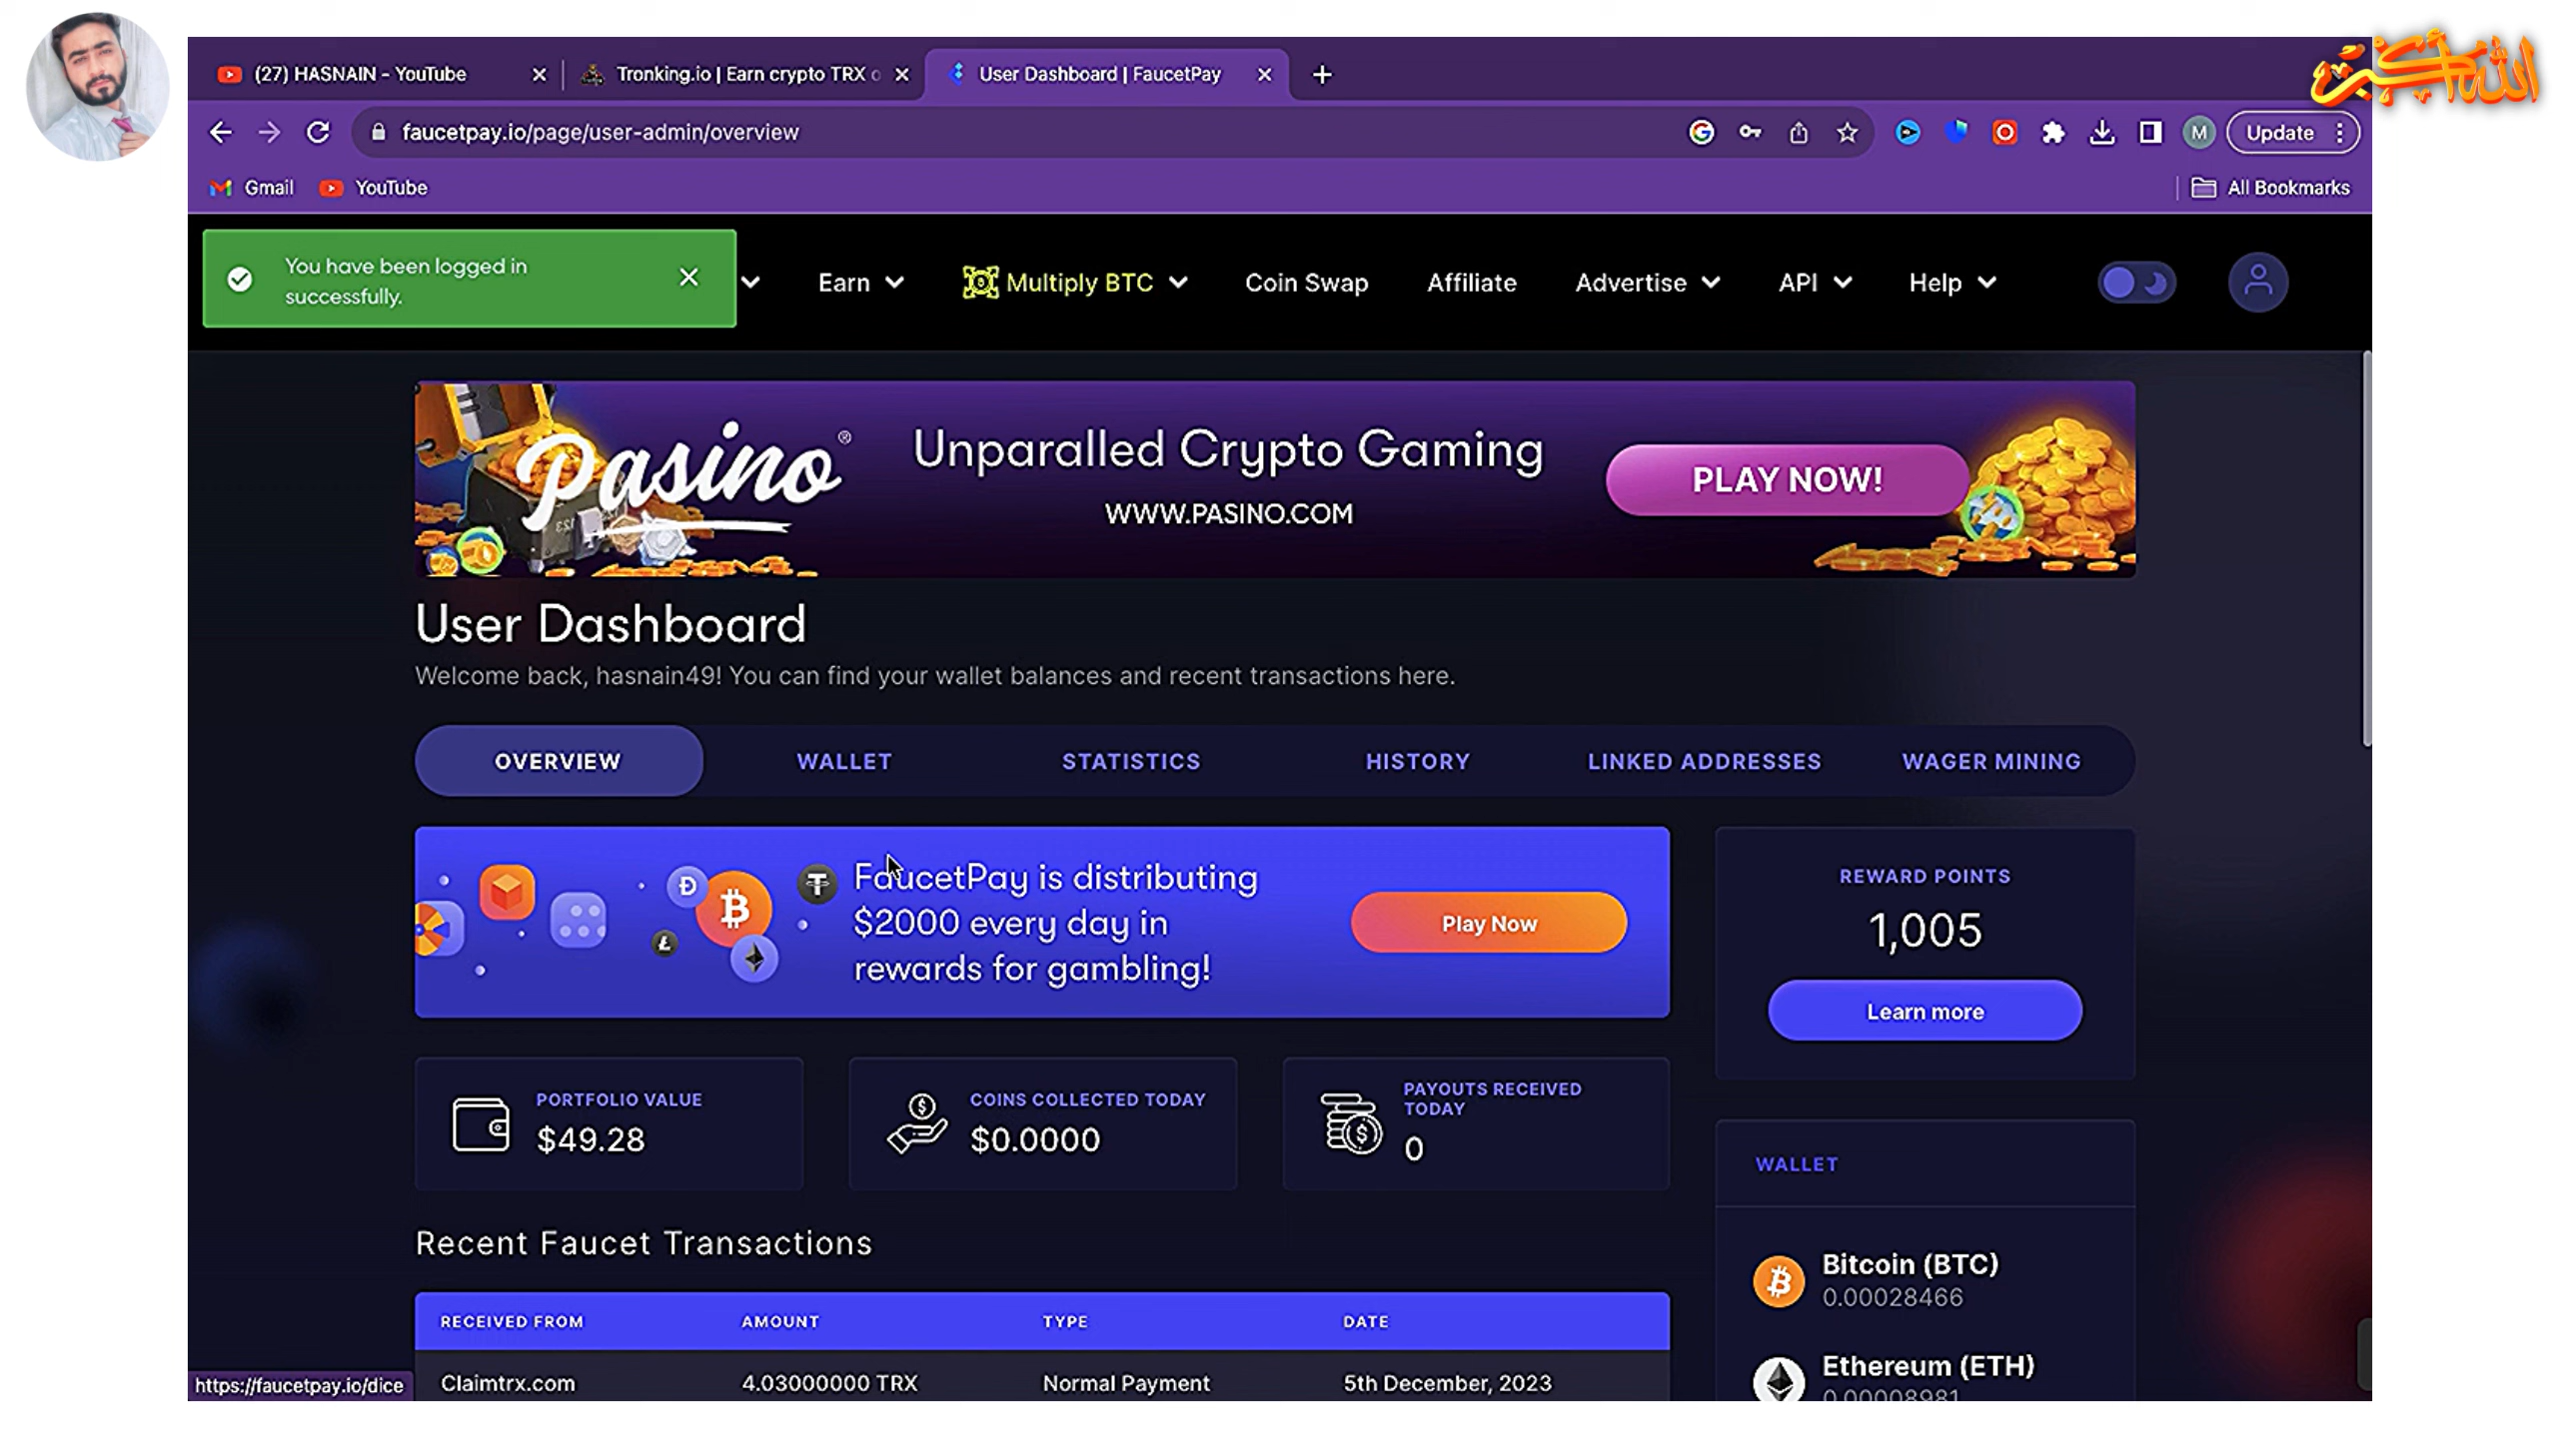 الله أكبر
(27) HASNAIN - YouTube
Tronking.io | Earn crypto TRX o
User Dashboard | FaucetPay
faucetpay.io/page/user-admin/overview
M
Update
Gmail
YouTube
All Bookmarks
You have been logged in
successfully.
Earn
Multiply BTC
Coin Swap
Affiliate
Advertise
API
Help
Pasino®
Unparalled Crypto Gaming
WWW.PASINO.COM
PLAY NOW!
User Dashboard
Welcome back, hasnain49! You can find your wallet balances and recent transactions here.
OVERVIEW
WALLET
STATISTICS
HISTORY
LINKED ADDRESSES
WAGER MINING
FaucetPay is distributing
$2000 every day in
rewards for gambling!
Play Now
REWARD POINTS
1,005
Learn more
PORTFOLIO VALUE
$49.28
COINS COLLECTED TODAY
$0.0000
PAYOUTS RECEIVED
TODAY
0
WALLET
Bitcoin (BTC)
0.00028466
Ethereum (ETH)
0.00008981
Recent Faucet Transactions
RECEIVED FROM
AMOUNT
TYPE
DATE
Claimtrx.com
4.03000000 TRX
Normal Payment
5th December, 2023
https://faucetpay.io/dice